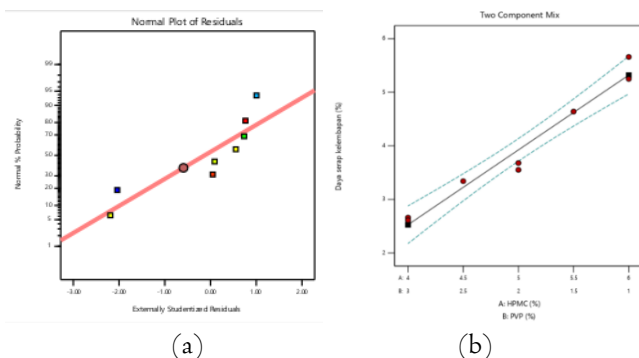 Normal Plot of Residuals
Normal % Probability
99
95
90
80
70
50
30
20
10
5
1
-3.00 -2.00 -1.00 0.00 1.00 2.00
Externally Studentized Residuals
(a)
Two Component Mix
Daya serap kelembapan (%)
6
5
4
3
2
A: 4 4.5 5 5.5 6
B: 3 2.5 2 1.5 1
A: HPMC (%)
B: PVP (%)
(b)